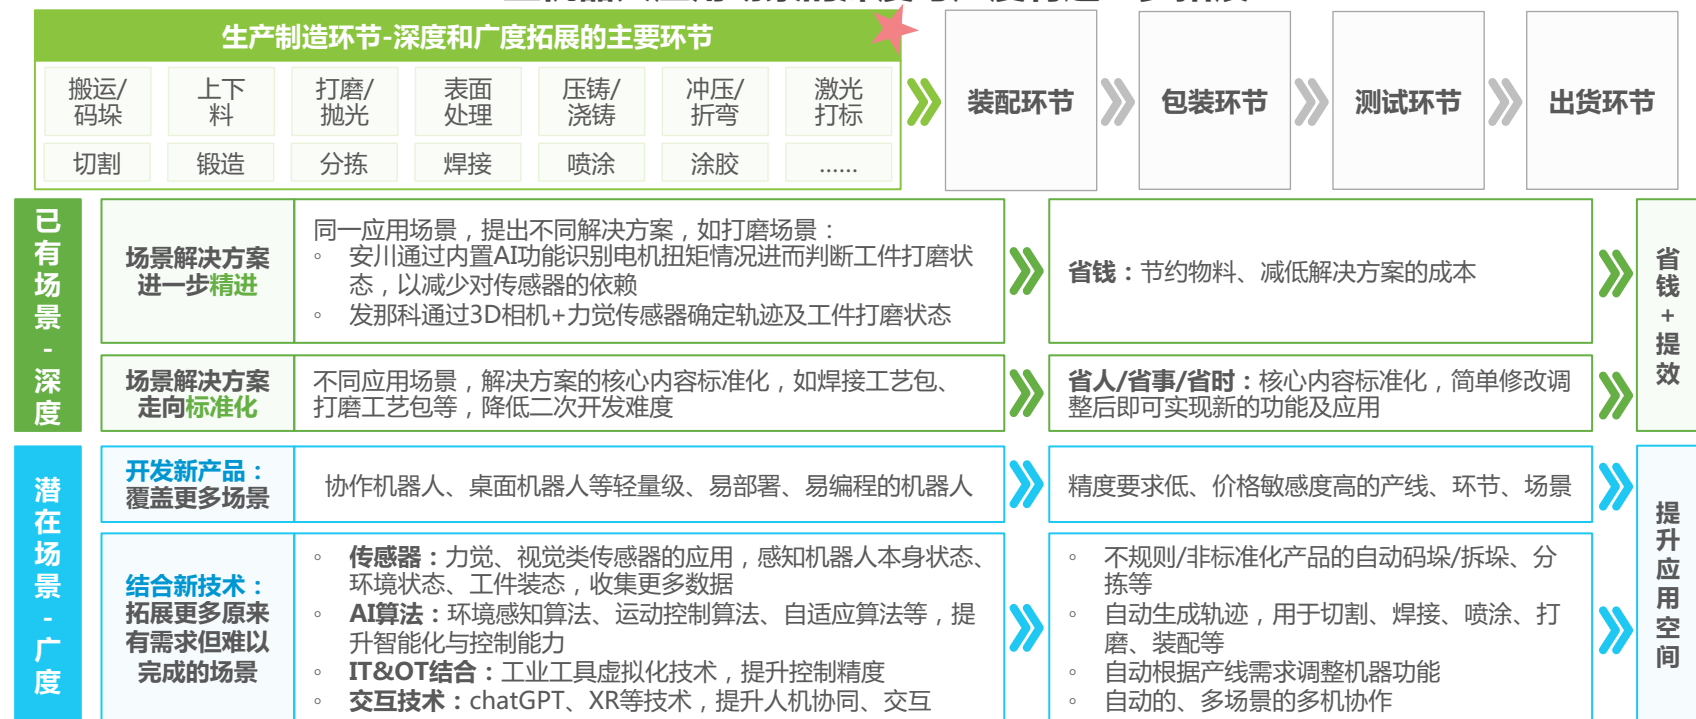 生产制造环节-深度和广度拓展的主要环节
搬运/
码垛
上下
料
打磨/
抛光
表面
处理
压铸/
浇铸
冲压/
折弯
激光
打标
切割
锻造
分拣
焊接
喷涂
涂胶
......
装配环节
包装环节
测试环节
出货环节
已有场景-深度
场景解决方案
进一步精进
同一应用场景，提出不同解决方案，如打磨场景：
◦ 安川通过内置AI功能识别电机扭矩情况进而判断工件打磨状
态，以减少对传感器的依赖
◦ 发那科通过3D相机+力觉传感器确定轨迹及工件打磨状态
省钱：节约物料、减低解决方案的成本
省钱+提效
场景解决方案
走向标准化
不同应用场景，解决方案的核心内容标准化，如焊接工艺包、
打磨工艺包等，降低二次开发难度
省人/省事/省时：核心内容标准化，简单修改调
整后即可实现新的功能及应用
潜在场景-广度
开发新产品：
覆盖更多场景
协作机器人、桌面机器人等轻量级、易部署、易编程的机器人
精度要求低、价格敏感度高的产线、环节、场景
提升应用空间
结合新技术：
拓展更多原来
有需求但难以
完成的场景
◦ 传感器：力觉、视觉类传感器的应用，感知机器人本身状态、
环境状态、工件装态，收集更多数据
◦ AI算法：环境感知算法、运动控制算法、自适应算法等，提
升智能化与控制能力
◦ IT&OT结合：工业工具虚拟化技术，提升控制精度
◦ 交互技术：chatGPT、XR等技术，提升人机协同、交互
◦ 不规则/非标准化产品的自动码垛/拆垛、分
拣等
◦ 自动生成轨迹，用于切割、焊接、喷涂、打
磨、装配等
◦ 自动根据产线需求调整机器功能
◦ 自动的、多场景的多机协作